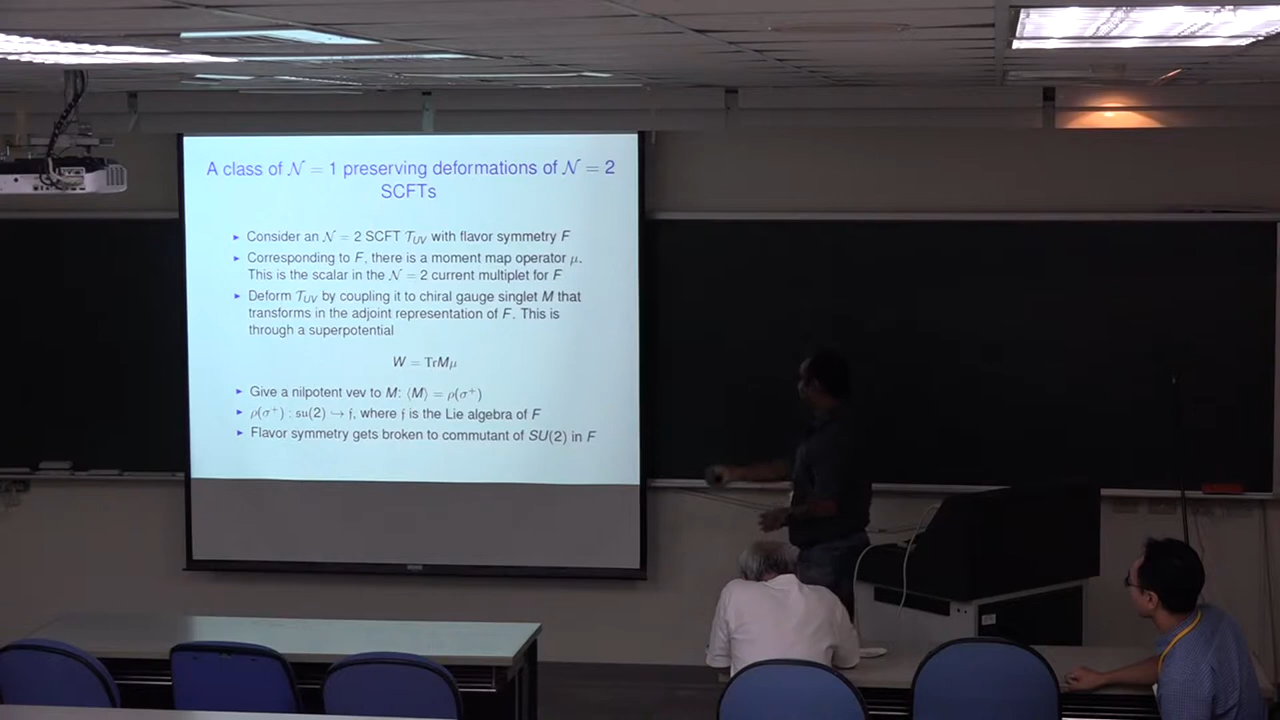 A class of 𝒩 = 1 preserving deformations of 𝒩 = 2
SCFTs
▸ Consider an 𝒩 = 2 SCFT 𝒯_UV with flavor symmetry F
▸ Corresponding to F, there is a moment map operator μ.
This is the scalar in the 𝒩 = 2 current multiplet for F
▸ Deform 𝒯_UV by coupling it to chiral gauge singlet M that
transforms in the adjoint representation of F. This is
through a superpotential
W = TrMμ
▸ Give a nilpotent vev to M: ⟨M⟩ = ρ(σ⁺)
▸ ρ(σ⁺) : 𝔰𝔲(2) ↪ 𝔣, where 𝔣 is the Lie algebra of F
▸ Flavor symmetry gets broken to commutant of SU(2) in F